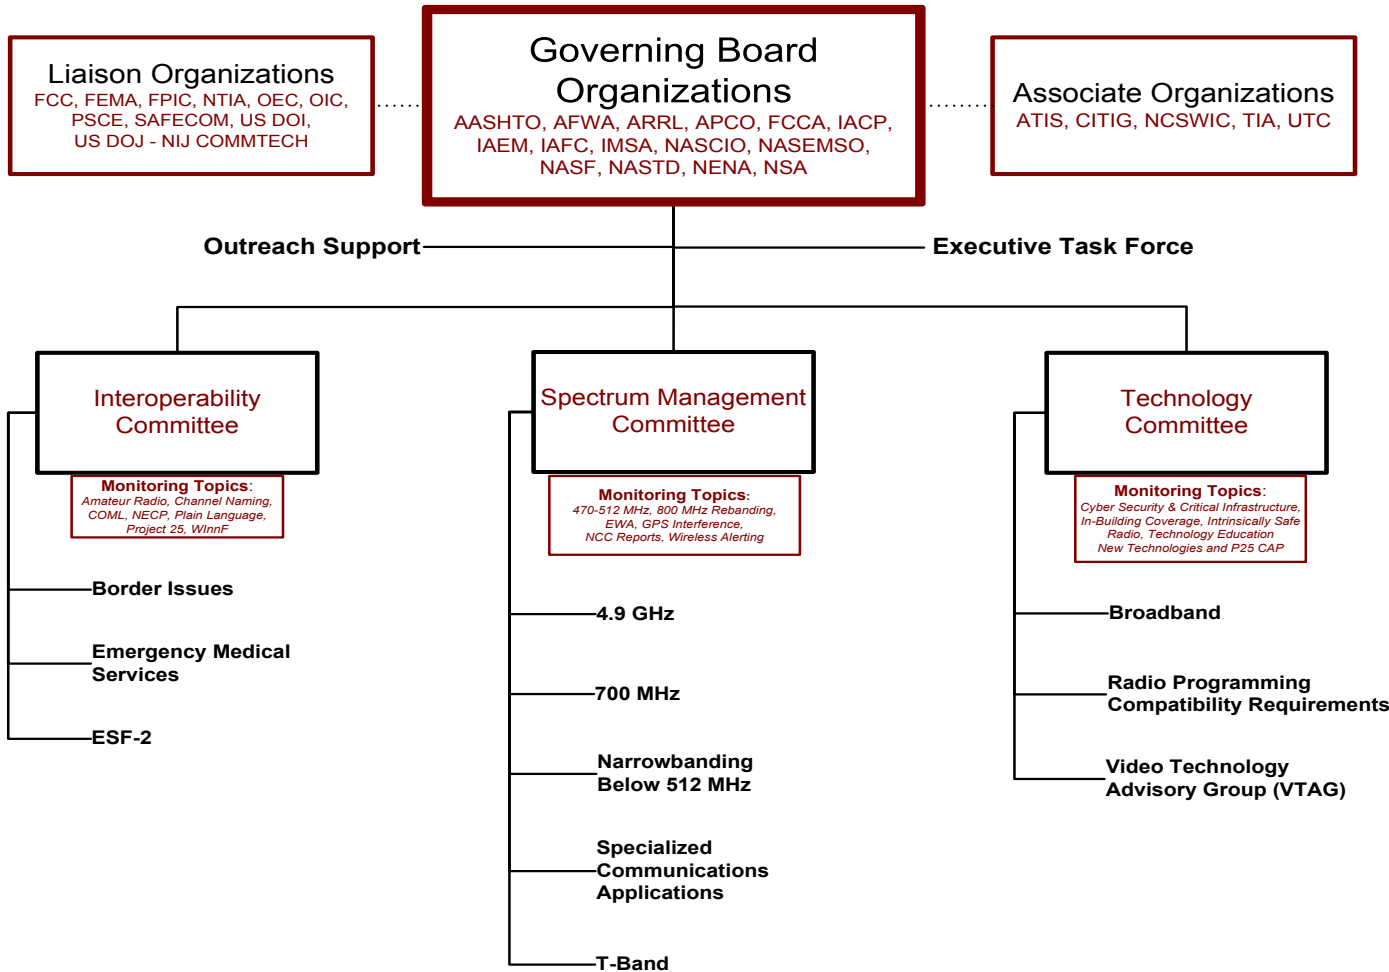 Liaison Organizations
FCC, FEMA, FPIC, NTIA, OEC, OIC,
PSCE, SAFECOM, US DOI,
US DOJ - NIJ COMMTECH
Governing Board
Organizations
AASHTO, AFWA, ARRL, APCO, FCCA, IACP,
IAEM, IAFC, IMSA, NASCIO, NASEMSO,
NASF, NASTD, NENA, NSA
Associate Organizations
ATIS, CITIG, NCSWIC, TIA, UTC
Outreach Support
Executive Task Force
Interoperability
Committee
Monitoring Topics:
Amateur Radio, Channel Naming,
COML, NECP, Plain Language,
Project 25, WInnF
Border Issues
Emergency Medical
Services
ESF-2
Spectrum Management
Committee
Monitoring Topics:
470-512 MHz, 800 MHz Rebanding,
EWA, GPS Interference,
NCC Reports, Wireless Alerting
4.9 GHz
700 MHz
Narrowbanding
Below 512 MHz
Specialized
Communications
Applications
T-Band
Technology
Committee
Monitoring Topics:
Cyber Security & Critical Infrastructure,
In-Building Coverage, Intrinsically Safe
Radio, Technology Education
New Technologies and P25 CAP
Broadband
Radio Programming
Compatibility Requirements
Video Technology
Advisory Group (VTAG)